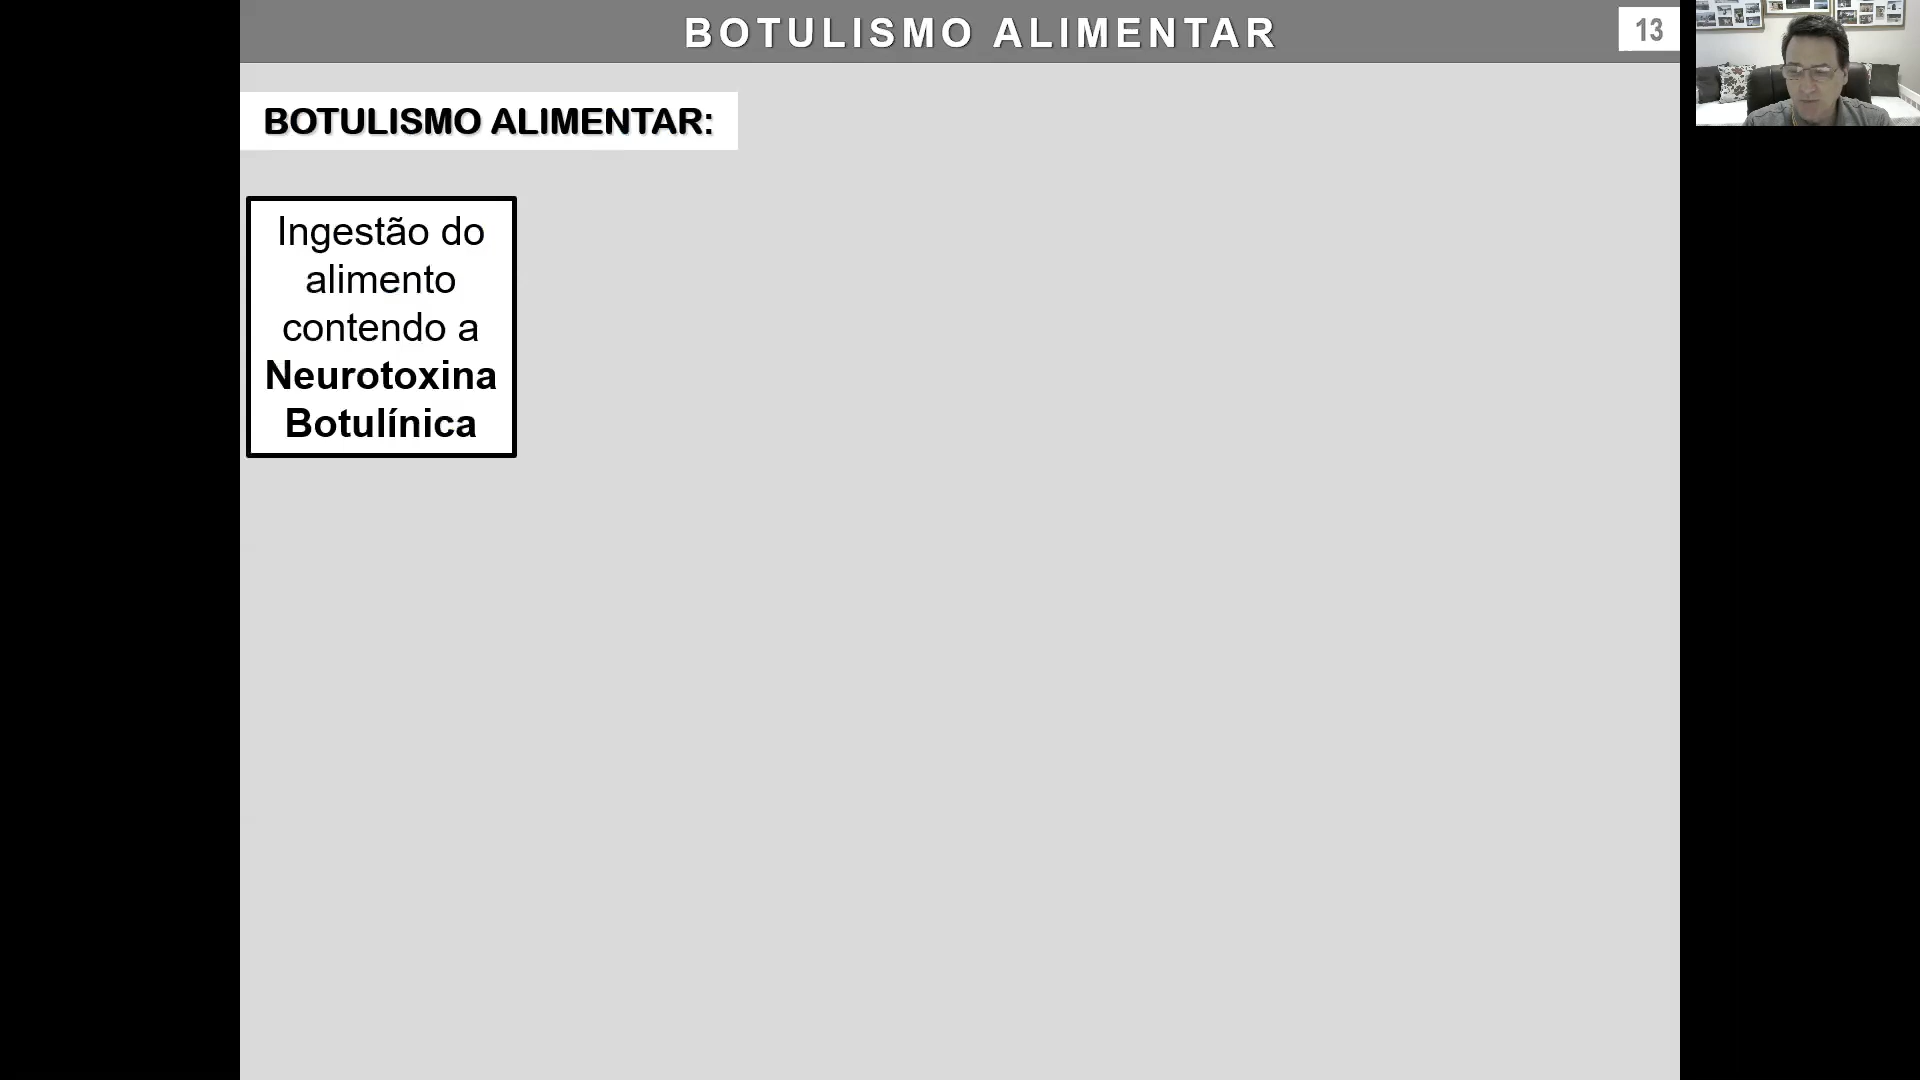 BOTULISMO ALIMENTAR
13
BOTULISMO ALIMENTAR:
Ingestão do
alimento
contendo a
Neurotoxina
Botulínica